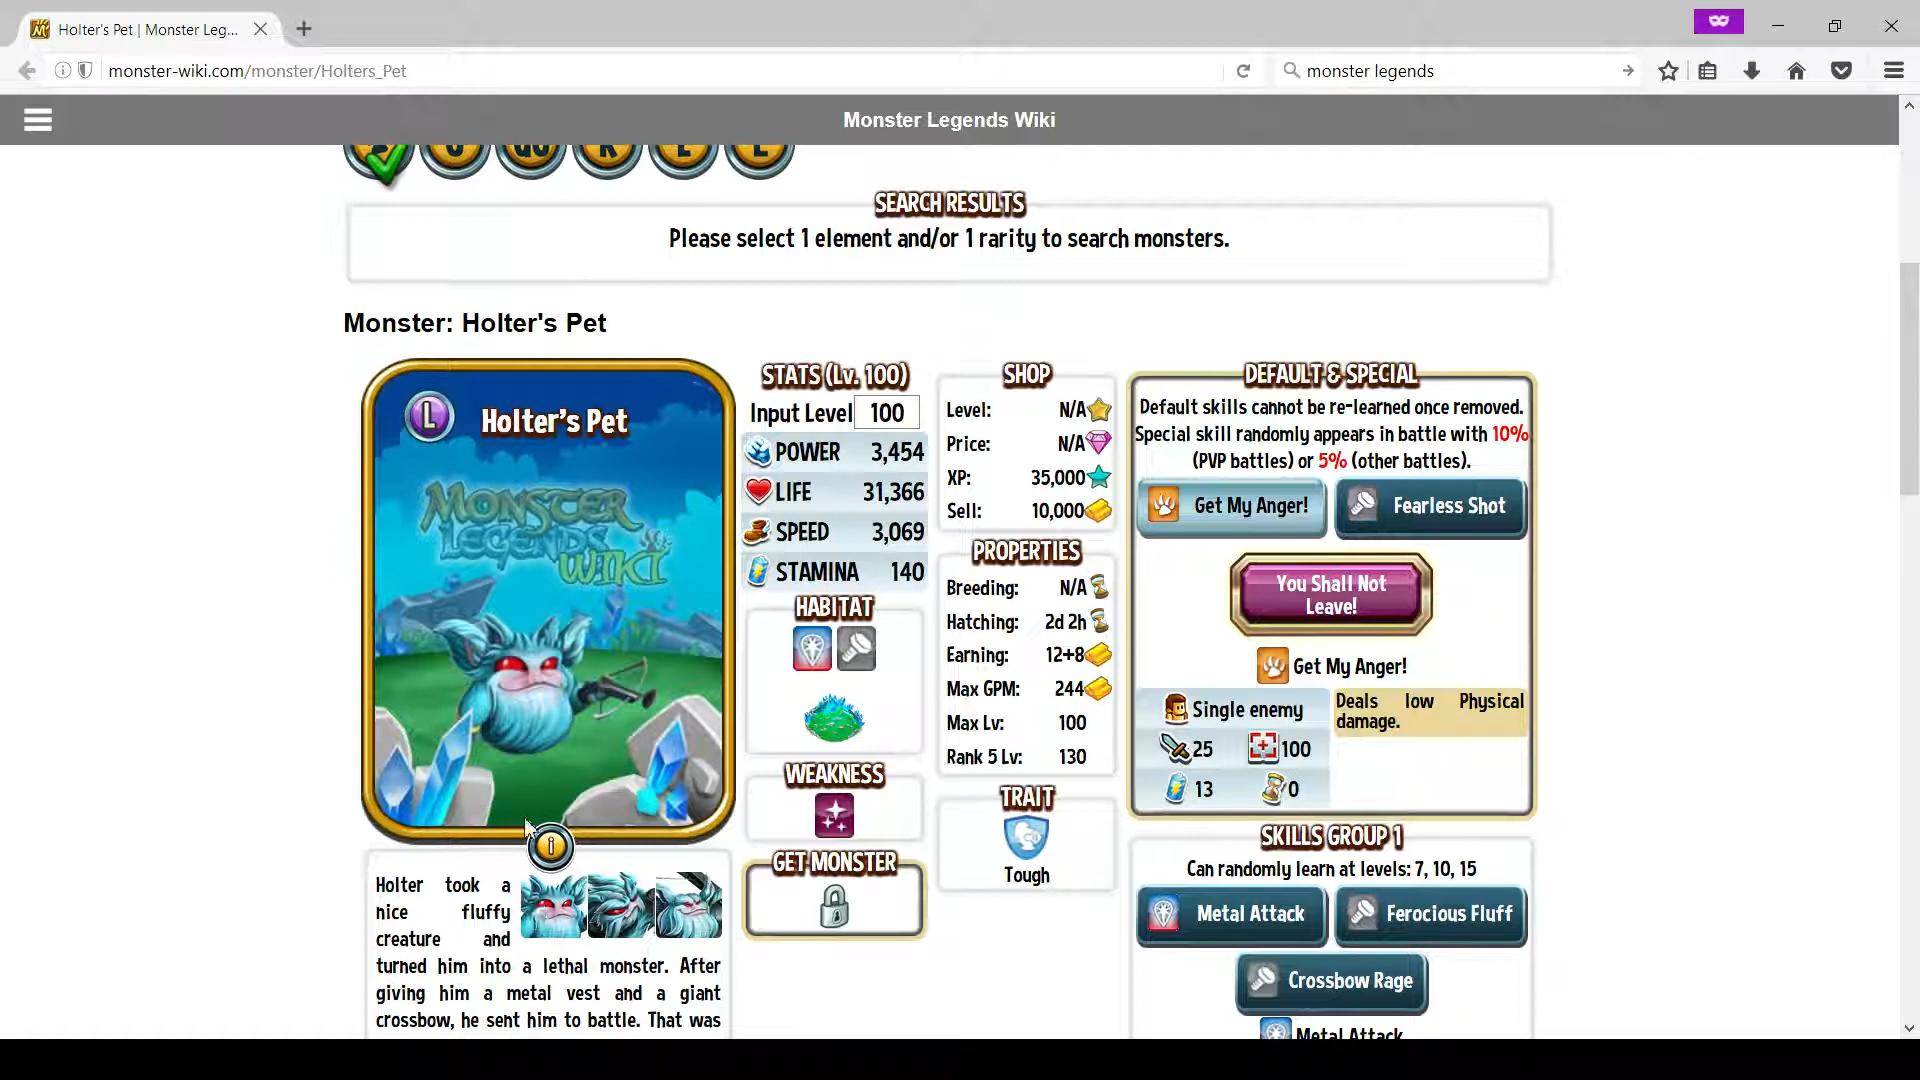 Holter's Pet | Monster Leg...
monster-wiki.com/monster/Holters_Pet
monster legends
Monster Legends Wiki
SEARCH RESULTS
Please select 1 element and/or 1 rarity to search monsters.
Monster: Holter's Pet
L
Holter's Pet
MONSTER
LEGENDS
WIKI
i
Holter took a
nice fluffy
creature and
turned him into a lethal monster. After
giving him a metal vest and a giant
crossbow, he sent him to battle. That was
STATS (Lv. 100)
Input Level 100
POWER 3,454
LIFE 31,366
SPEED 3,069
STAMINA 140
HABITAT
WEAKNESS
GET MONSTER
SHOP
Level: N/A
Price: N/A
XP: 35,000
Sell: 10,000
PROPERTIES
Breeding: N/A
Hatching: 2d 2h
Earning: 12+8
Max GPM: 244
Max Lv: 100
Rank 5 Lv: 130
TRAIT
Tough
DEFAULT & SPECIAL
Default skills cannot be re-learned once removed.
Special skill randomly appears in battle with 10%
(PVP battles) or 5% (other battles).
Get My Anger! Fearless Shot
You Shall Not
Leave!
Get My Anger!
Single enemy
25 100
13 0
Deals low Physical
damage.
SKILLS GROUP 1
Can randomly learn at levels: 7, 10, 15
Metal Attack Ferocious Fluff
Crossbow Rage
Metal Attack